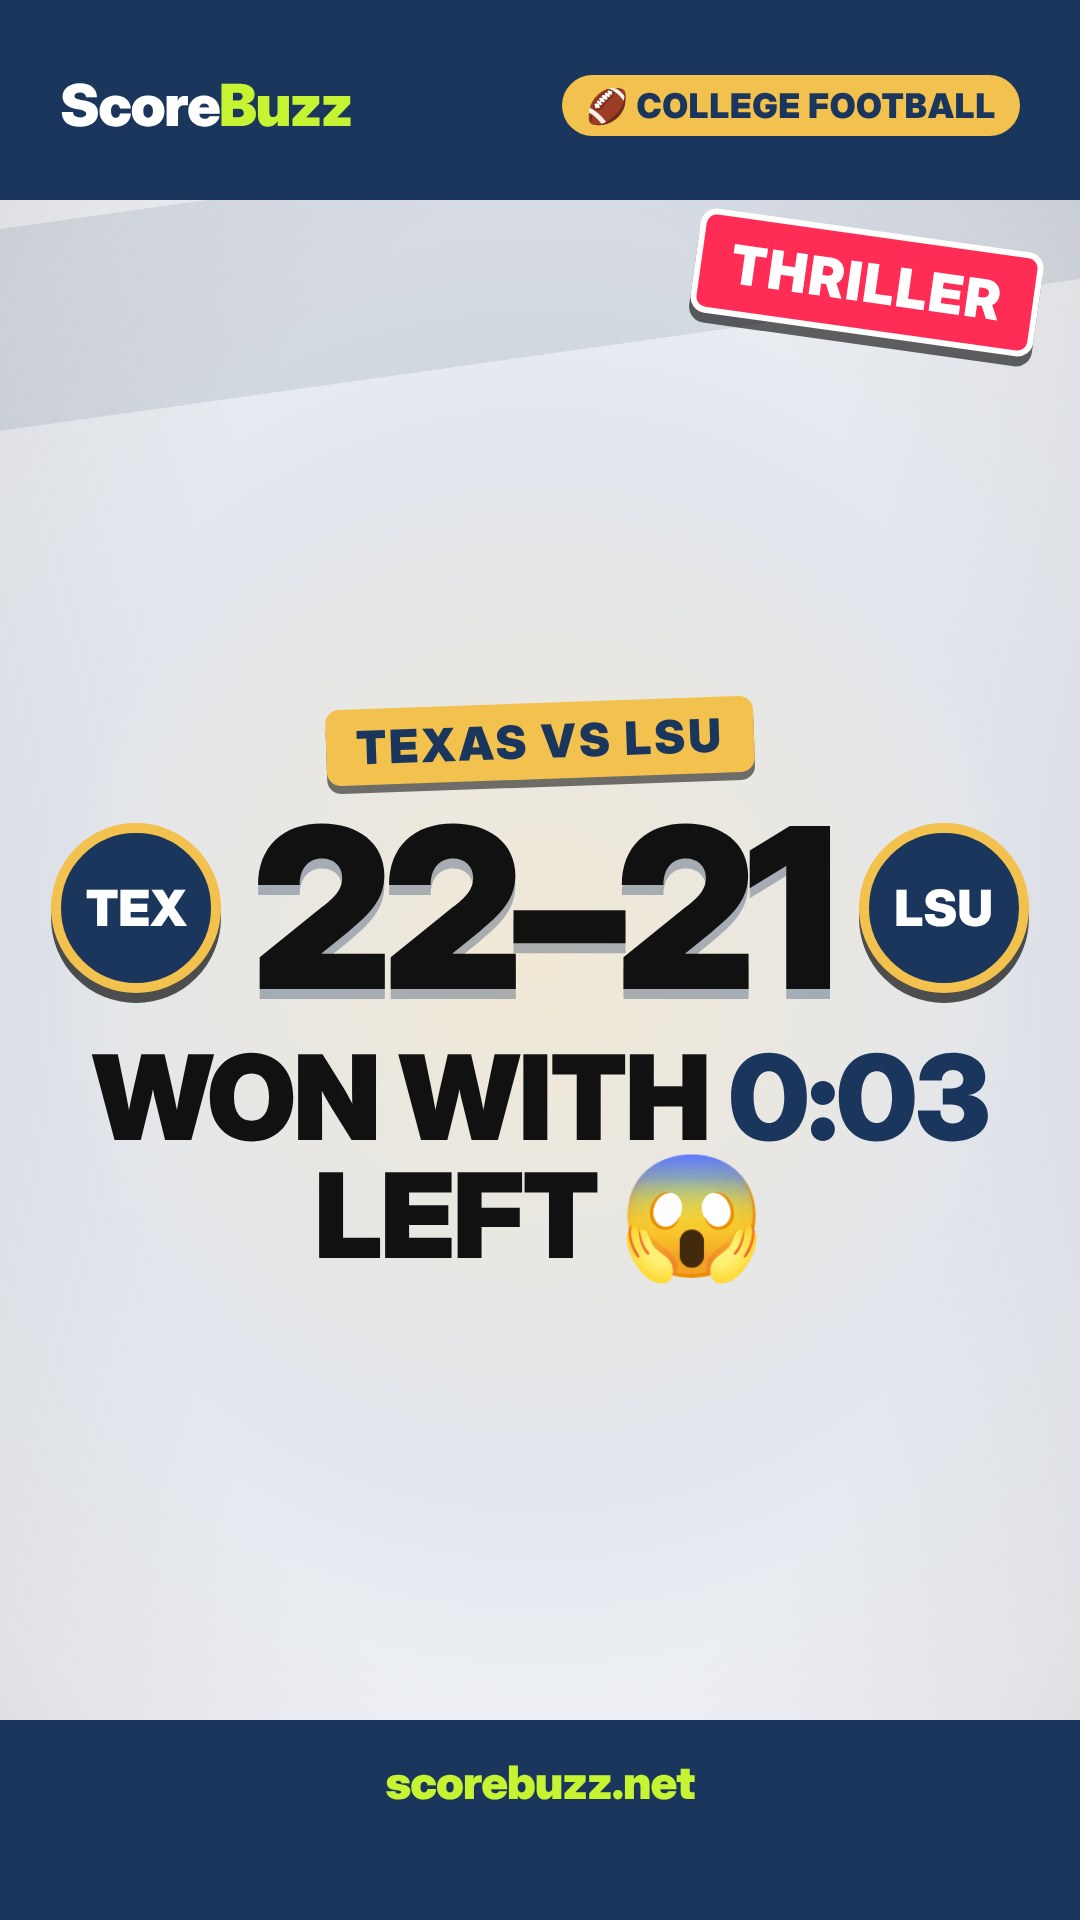 ScoreBuzz
🏈 COLLEGE FOOTBALL
THRILLER
TEXAS VS LSU
TEX
22–21
LSU
WON WITH 0:03
LEFT 😱
scorebuzz.net